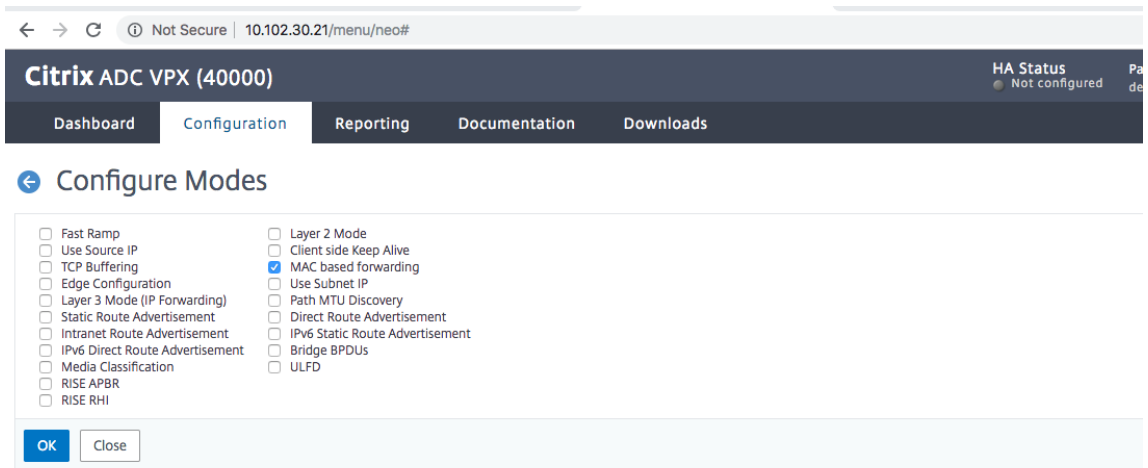 Not Secure | 10.102.30.21/menu/neo#
Citrix ADC VPX (40000)
HA Status
Not configured
Dashboard Configuration Reporting Documentation Downloads
Configure Modes
Fast Ramp
Use Source IP
TCP Buffering
Edge Configuration
Layer 3 Mode (IP Forwarding)
Static Route Advertisement
Intranet Route Advertisement
IPv6 Direct Route Advertisement
Media Classification
RISE APBR
RISE RHI
Layer 2 Mode
Client side Keep Alive
MAC based forwarding
Use Subnet IP
Path MTU Discovery
Direct Route Advertisement
IPv6 Static Route Advertisement
Bridge BPDUs
ULFD
OK Close